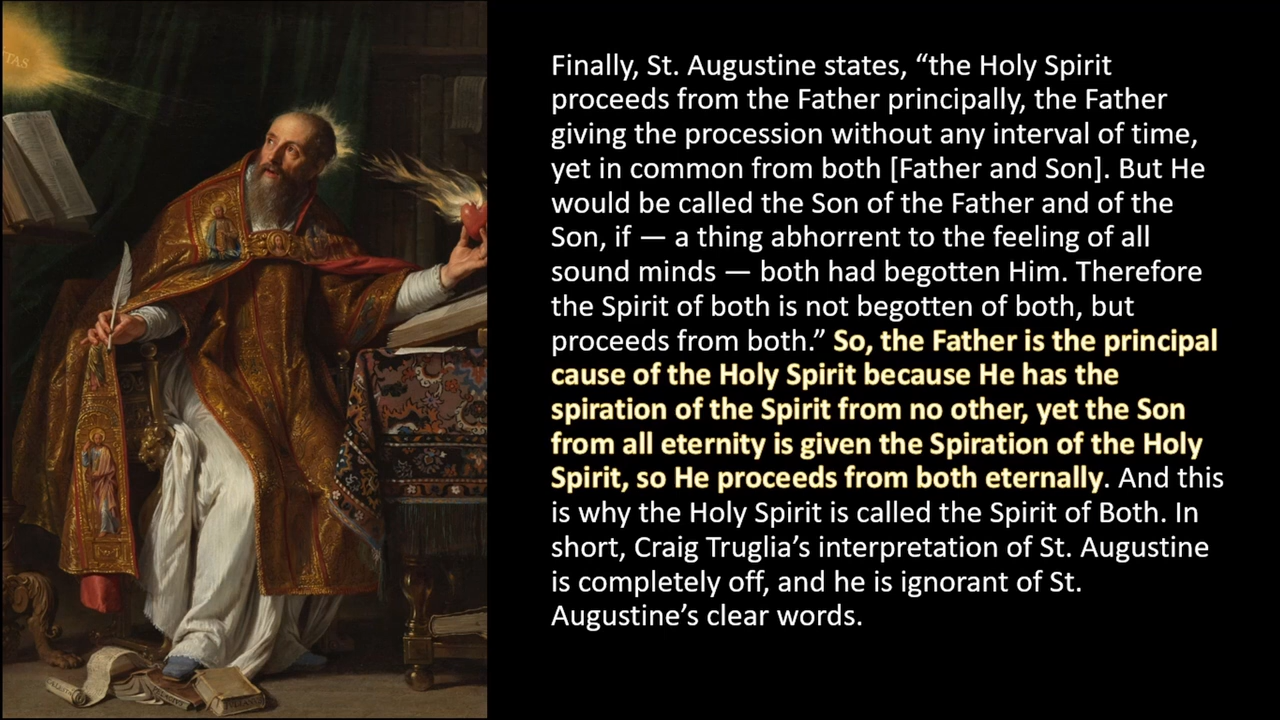 TAS
Finally, St. Augustine states, “the Holy Spirit
proceeds from the Father principally, the Father
giving the procession without any interval of time,
yet in common from both [Father and Son]. But He
would be called the Son of the Father and of the
Son, if — a thing abhorrent to the feeling of all
sound minds — both had begotten Him. Therefore
the Spirit of both is not begotten of both, but
proceeds from both.” So, the Father is the principal
cause of the Holy Spirit because He has the
spiration of the Spirit from no other, yet the Son
from all eternity is given the Spiration of the Holy
Spirit, so He proceeds from both eternally. And this
is why the Holy Spirit is called the Spirit of Both. In
short, Craig Truglia’s interpretation of St. Augustine
is completely off, and he is ignorant of St.
Augustine’s clear words.